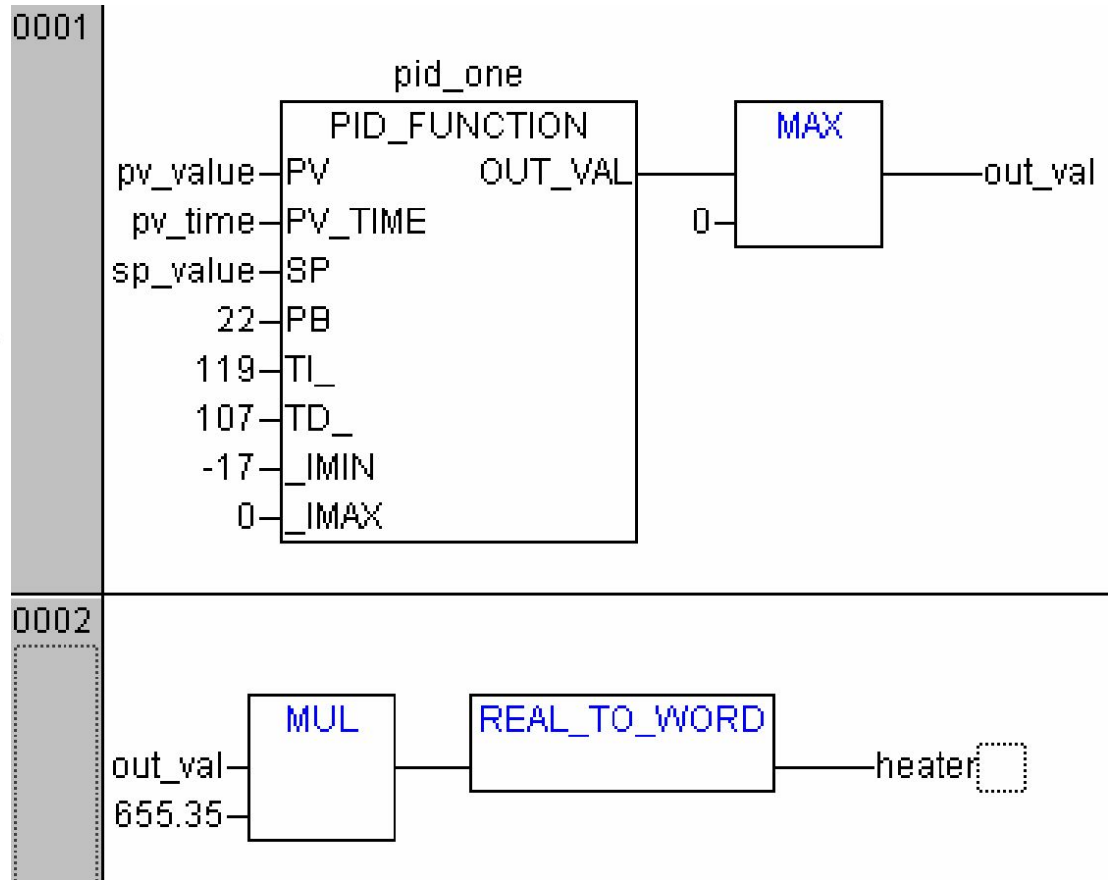 0001
pid_one
PID_FUNCTION MAX
pv_value PV OUT_VAL out_val
pv_time PV_TIME 0
sp_value SP
22 PB
119 TI_
107 TD_
-17 _IMIN
0 _IMAX
0002
MUL REAL_TO_WORD
out_val heater
655.35